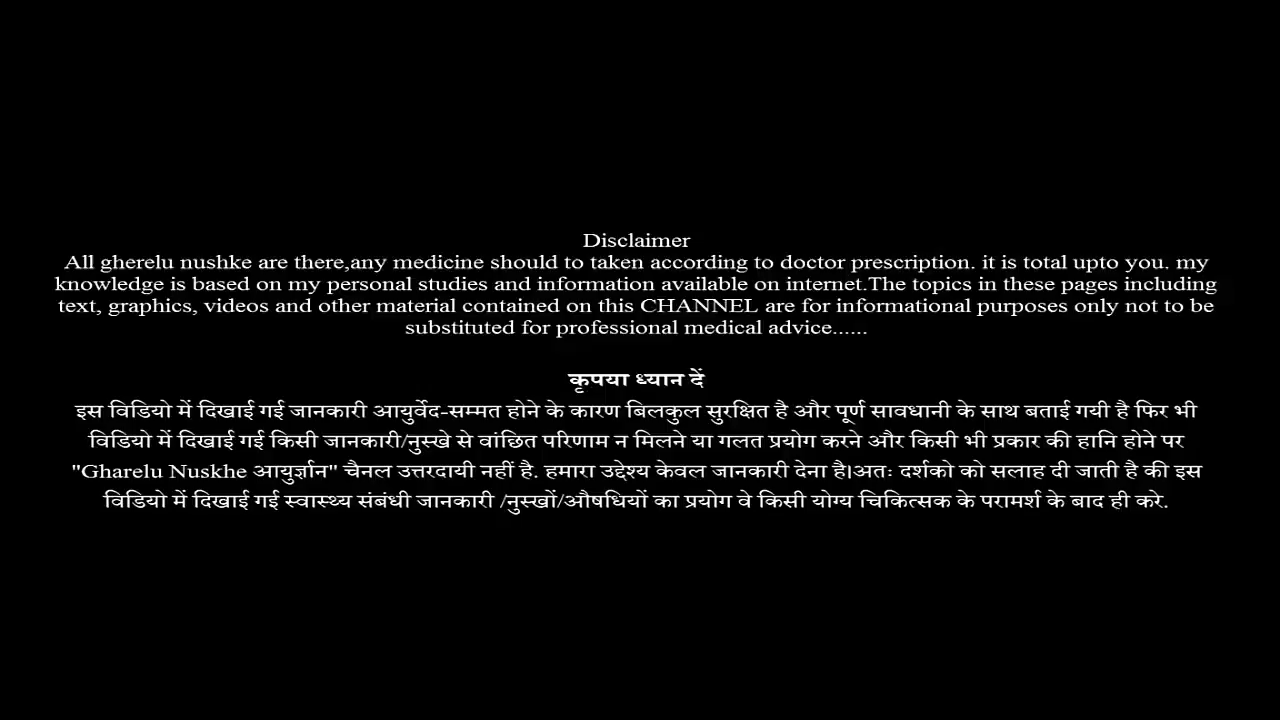 Disclaimer
All gherelu nushke are there,any medicine should to taken according to doctor prescription. it is total upto you. my
knowledge is based on my personal studies and information available on internet.The topics in these pages including
text, graphics, videos and other material contained on this CHANNEL are for informational purposes only not to be
substituted for professional medical advice......
कृपया ध्यान दें
इस विडियो में दिखाई गई जानकारी आयुर्वेद-सम्मत होने के कारण बिलकुल सुरक्षित है और पूर्ण सावधानी के साथ बताई गयी है फिर भी
विडियो में दिखाई गई किसी जानकारी/नुस्खे से वांछित परिणाम न मिलने या गलत प्रयोग करने और किसी भी प्रकार की हानि होने पर
"Gharelu Nuskhe आयुर्ज्ञान" चैनल उत्तरदायी नहीं है. हमारा उद्देश्य केवल जानकारी देना है।अतः दर्शको को सलाह दी जाती है की इस
विडियो में दिखाई गई स्वास्थ्य संबंधी जानकारी /नुस्खों/औषधियों का प्रयोग वे किसी योग्य चिकित्सक के परामर्श के बाद ही करे.